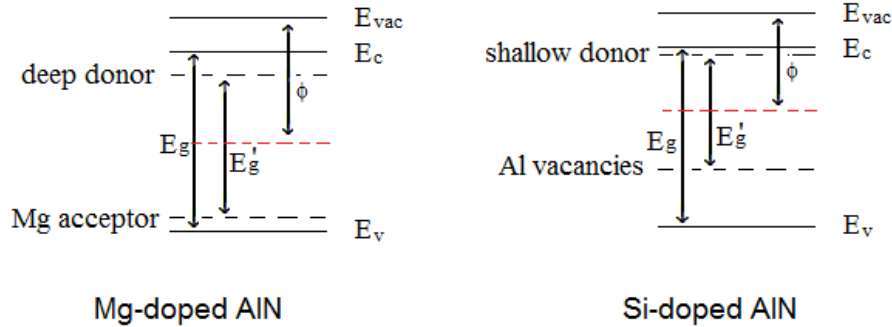 E_vac
E_c
deep donor
ϕ
E_g
E_g'
Mg acceptor
E_v
Mg-doped AlN
E_vac
shallow donor
E_c
ϕ
E_g
E_g'
Al vacancies
E_v
Si-doped AlN